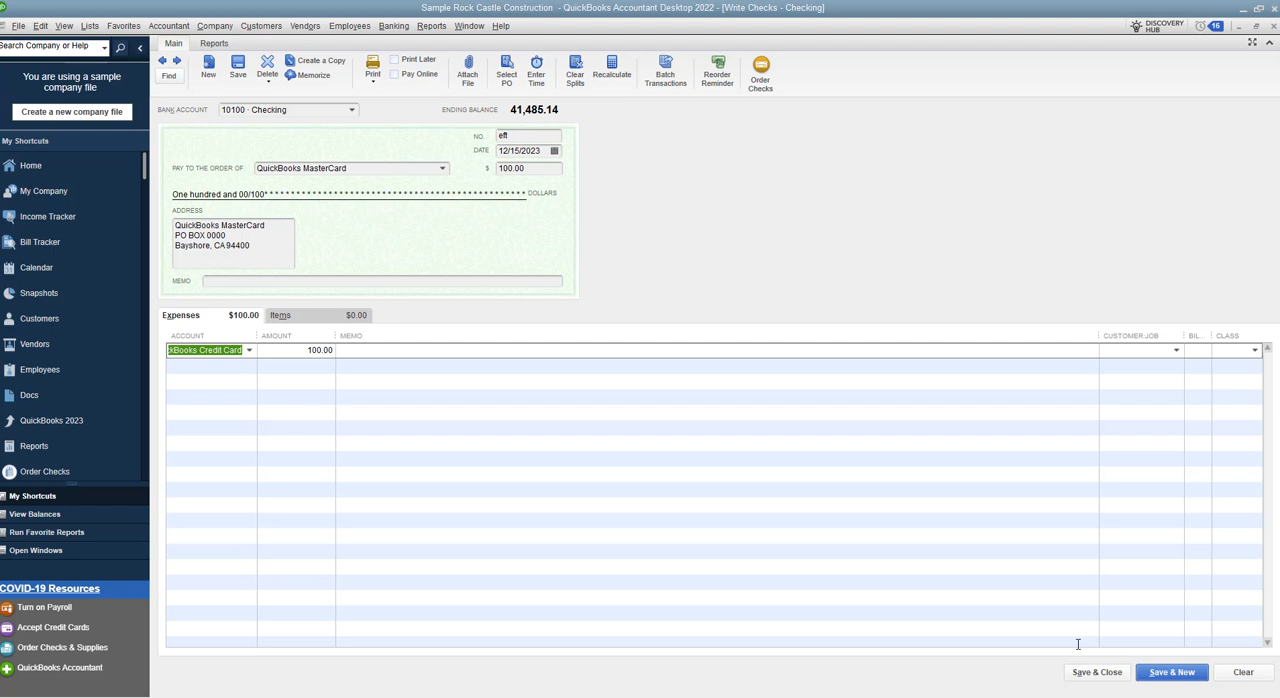 Sample Rock Castle Construction - QuickBooks Accountant Desktop 2022 - [Write Checks - Checking]
File Edit View Lists Favorites Accountant Company Customers Vendors Employees Banking Reports Window Help
DISCOVERY HUB 16
Search Company or Help
You are using a sample company file
Create a new company file
My Shortcuts
Home
My Company
Income Tracker
Bill Tracker
Calendar
Snapshots
Customers
Vendors
Employees
Docs
QuickBooks 2023
Reports
Order Checks
My Shortcuts
View Balances
Run Favorite Reports
Open Windows
COVID-19 Resources
Turn on Payroll
Accept Credit Cards
Order Checks & Supplies
QuickBooks Accountant
Main Reports
Find
New
Save
Delete
Create a Copy
Memorize
Print
Print Later
Pay Online
Attach File
Select PO
Enter Time
Clear Splits
Recalculate
Batch Transactions
Reorder Reminder
Order Checks
BANK ACCOUNT 10100 · Checking ENDING BALANCE 41,485.14
NO. eft
DATE 12/15/2023
PAY TO THE ORDER OF QuickBooks MasterCard $ 100.00
One hundred and 00/100* * * * * * * * * * * * * * * * * * * * * * * * * * * * * * * * * * * * * * * * * * * * DOLLARS
ADDRESS
QuickBooks MasterCard
PO BOX 0000
Bayshore, CA 94400
MEMO
Expenses $100.00 Items $0.00
ACCOUNT AMOUNT MEMO CUSTOMER:JOB BIL... CLASS
kBooks Credit Card 100.00
Save & Close Save & New Clear